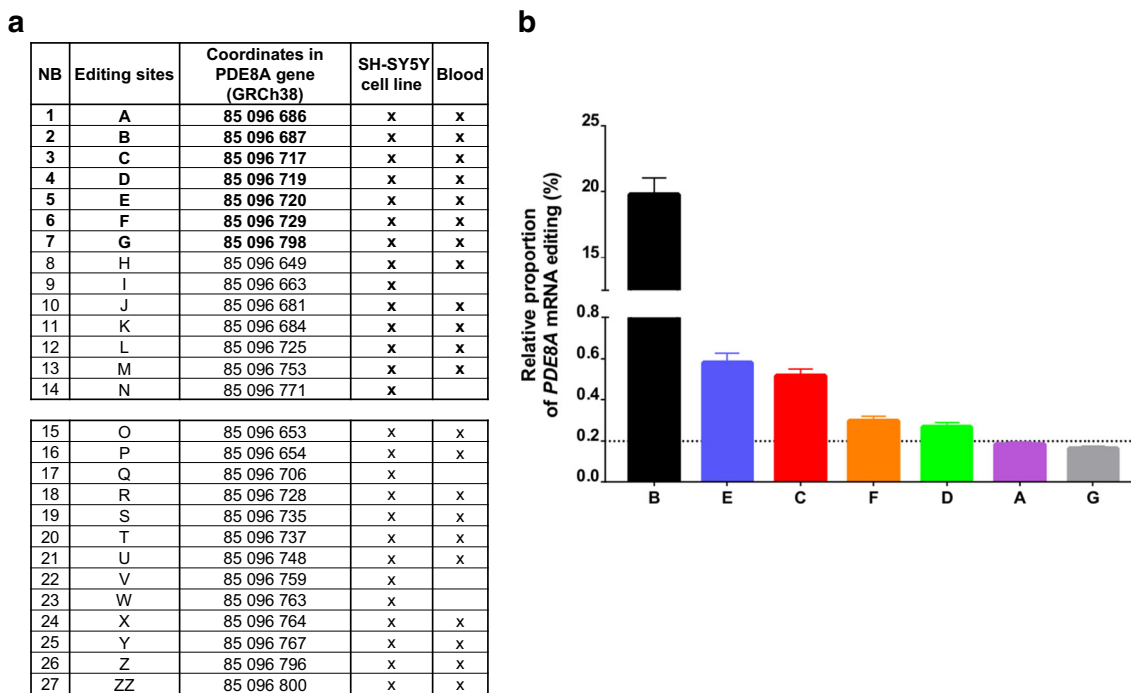 a
NB Editing sites Coordinates in PDE8A gene (GRCh38) SH-SY5Y cell line Blood
1 A 85 096 686 x x
2 B 85 096 687 x x
3 C 85 096 717 x x
4 D 85 096 719 x x
5 E 85 096 720 x x
6 F 85 096 729 x x
7 G 85 096 798 x x
8 H 85 096 649 x x
9 I 85 096 663 x
10 J 85 096 681 x x
11 K 85 096 684 x x
12 L 85 096 725 x x
13 M 85 096 753 x x
14 N 85 096 771 x
15 O 85 096 653 x x
16 P 85 096 654 x x
17 Q 85 096 706 x
18 R 85 096 728 x x
19 S 85 096 735 x x
20 T 85 096 737 x x
21 U 85 096 748 x x
22 V 85 096 759 x
23 W 85 096 763 x
24 X 85 096 764 x x
25 Y 85 096 767 x x
26 Z 85 096 796 x x
27 ZZ 85 096 800 x x
b
Relative proportion
of PDE8A mRNA editing (%)
25
20
15
0.8
0.6
0.4
0.2
0.0
B E C F D A G